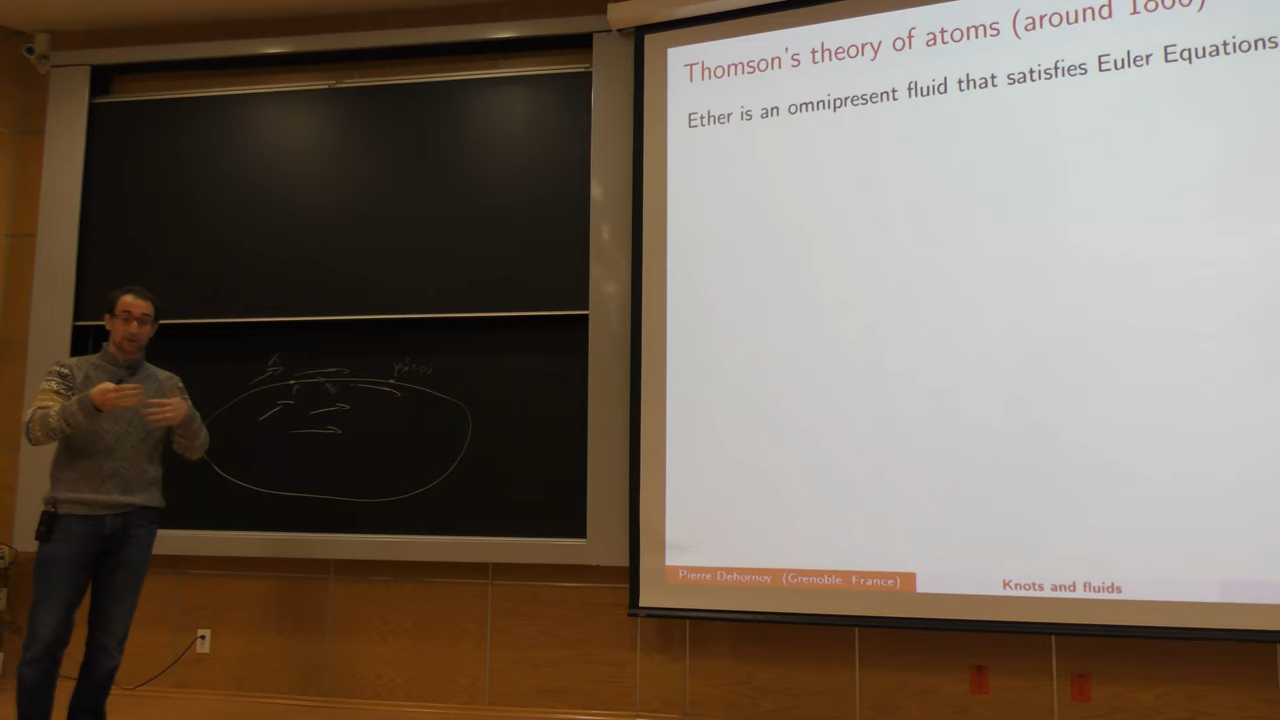 Thomson's theory of atoms (around 1860)
Ether is an omnipresent fluid that satisfies Euler Equations
Pierre Dehornoy (Grenoble, France)
Knots and fluids